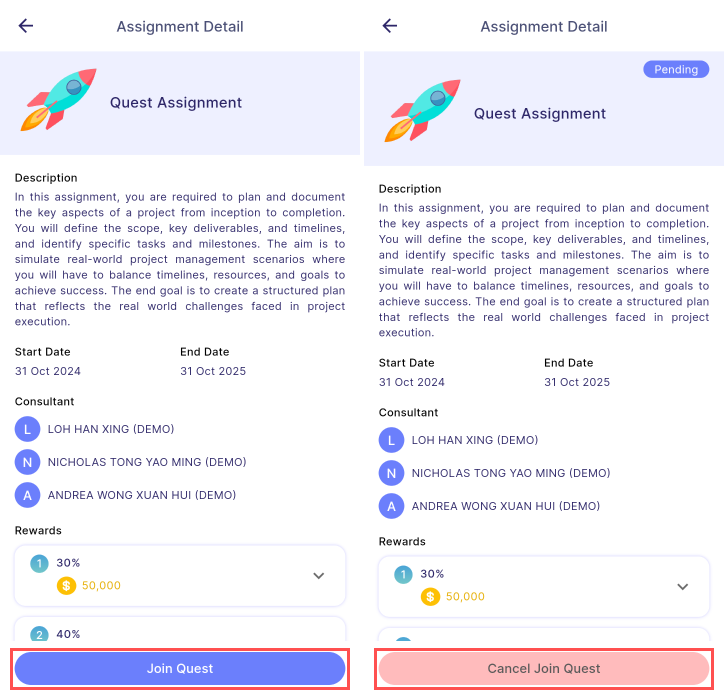 Assignment Detail
Quest Assignment
Description
In this assignment, you are required to plan and document
the key aspects of a project from inception to completion.
You will define the scope, key deliverables, and timelines,
and identify specific tasks and milestones. The aim is to
simulate real-world project management scenarios where
you will have to balance timelines, resources, and goals to
achieve success. The end goal is to create a structured plan
that reflects the real world challenges faced in project
execution.
Start Date
End Date
31 Oct 2024
31 Oct 2025
Consultant
L LOH HAN XING (DEMO)
N NICHOLAS TONG YAO MING (DEMO)
A ANDREA WONG XUAN HUI (DEMO)
Rewards
1 30%
$ 50,000
2 40%
Join Quest
Assignment Detail
Pending
Quest Assignment
Description
In this assignment, you are required to plan and document
the key aspects of a project from inception to completion.
You will define the scope, key deliverables, and timelines,
and identify specific tasks and milestones. The aim is to
simulate real-world project management scenarios where
you will have to balance timelines, resources, and goals to
achieve success. The end goal is to create a structured plan
that reflects the real world challenges faced in project
execution.
Start Date
End Date
31 Oct 2024
31 Oct 2025
Consultant
L LOH HAN XING (DEMO)
N NICHOLAS TONG YAO MING (DEMO)
A ANDREA WONG XUAN HUI (DEMO)
Rewards
1 30%
$ 50,000
Cancel Join Quest